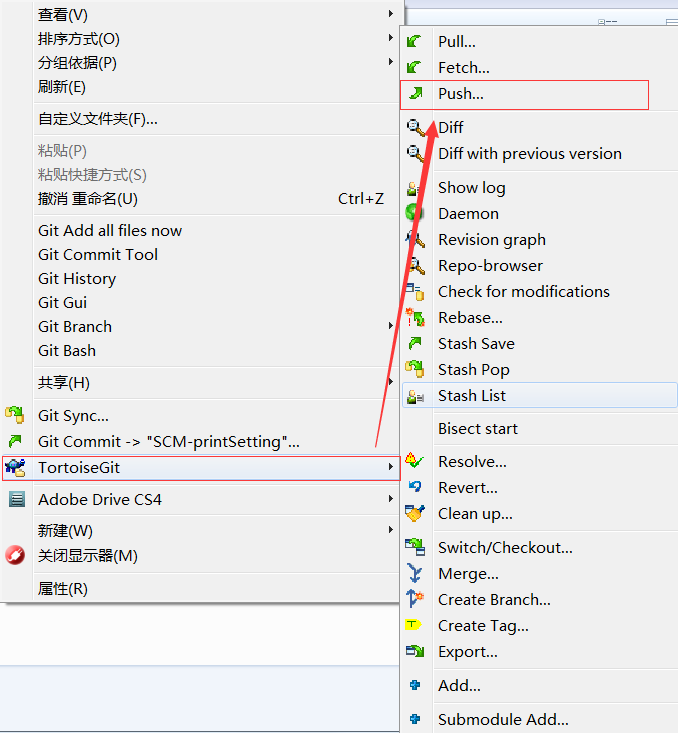 查看(V)
排序方式(O)
分组依据(P)
刷新(E)
自定义文件夹(F)...
粘贴(P)
粘贴快捷方式(S)
撤消 重命名(U) Ctrl+Z
Git Add all files now
Git Commit Tool
Git History
Git Gui
Git Branch
Git Bash
共享(H)
Git Sync...
Git Commit -> "SCM-printSetting"...
TortoiseGit
Adobe Drive CS4
新建(W)
关闭显示器(M)
属性(R)
Pull...
Fetch...
Push...
Diff
Diff with previous version
Show log
Daemon
Revision graph
Repo-browser
Check for modifications
Rebase...
Stash Save
Stash Pop
Stash List
Bisect start
Resolve...
Revert...
Clean up...
Switch/Checkout...
Merge...
Create Branch...
Create Tag...
Export...
Add...
Submodule Add...